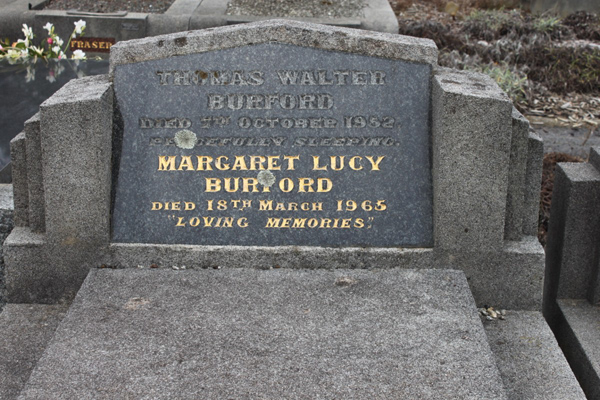 FRASER
THOMAS WALTER
BURFORD
DIED 7TH OCTOBER 1952
PEACEFULLY SLEEPING.
MARGARET LUCY
BURFORD
DIED 18TH MARCH 1965
"LOVING MEMORIES."